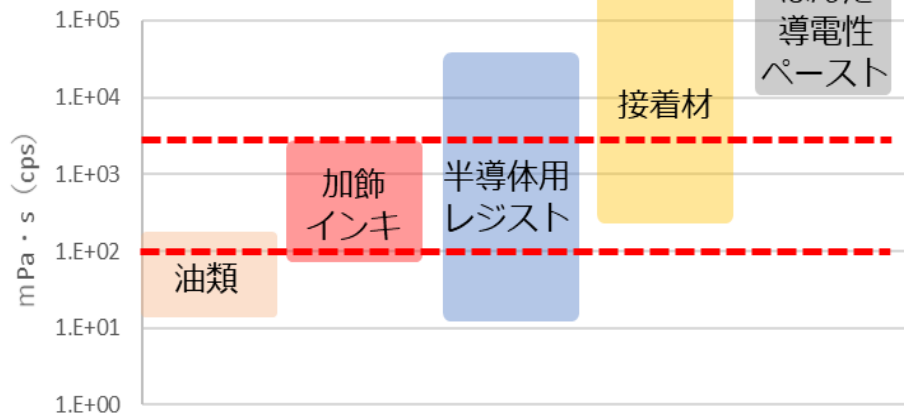 1.E+05
1.E+04
1.E+03
1.E+02
1.E+01
1.E+00
mPa・s（cps）
油類
加飾
インキ
半導体用
レジスト
接着材
導電性
ペースト